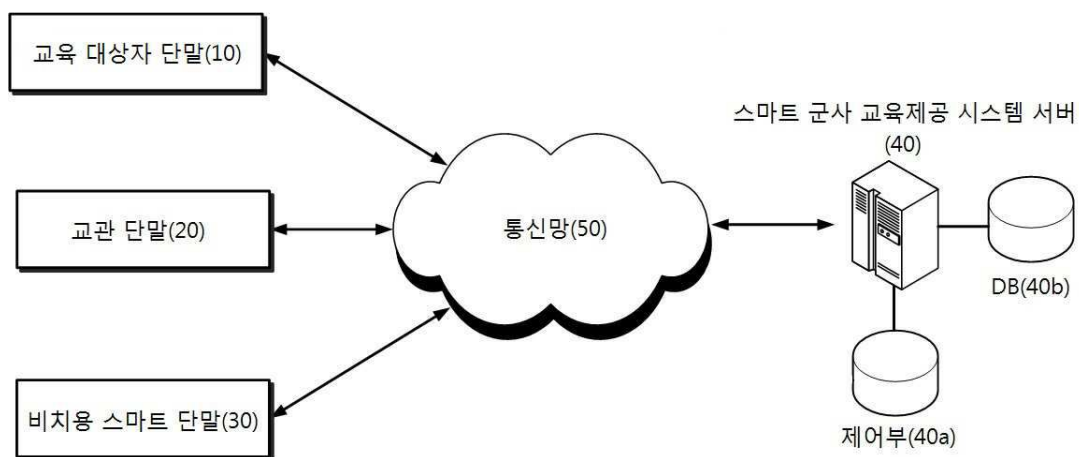 교육 대상자 단말(10)
스마트 군사 교육제공 시스템 서버
(40)
교관 단말(20)
통신망(50)
DB(40b)
비치용 스마트 단말(30)
제어부(40a)